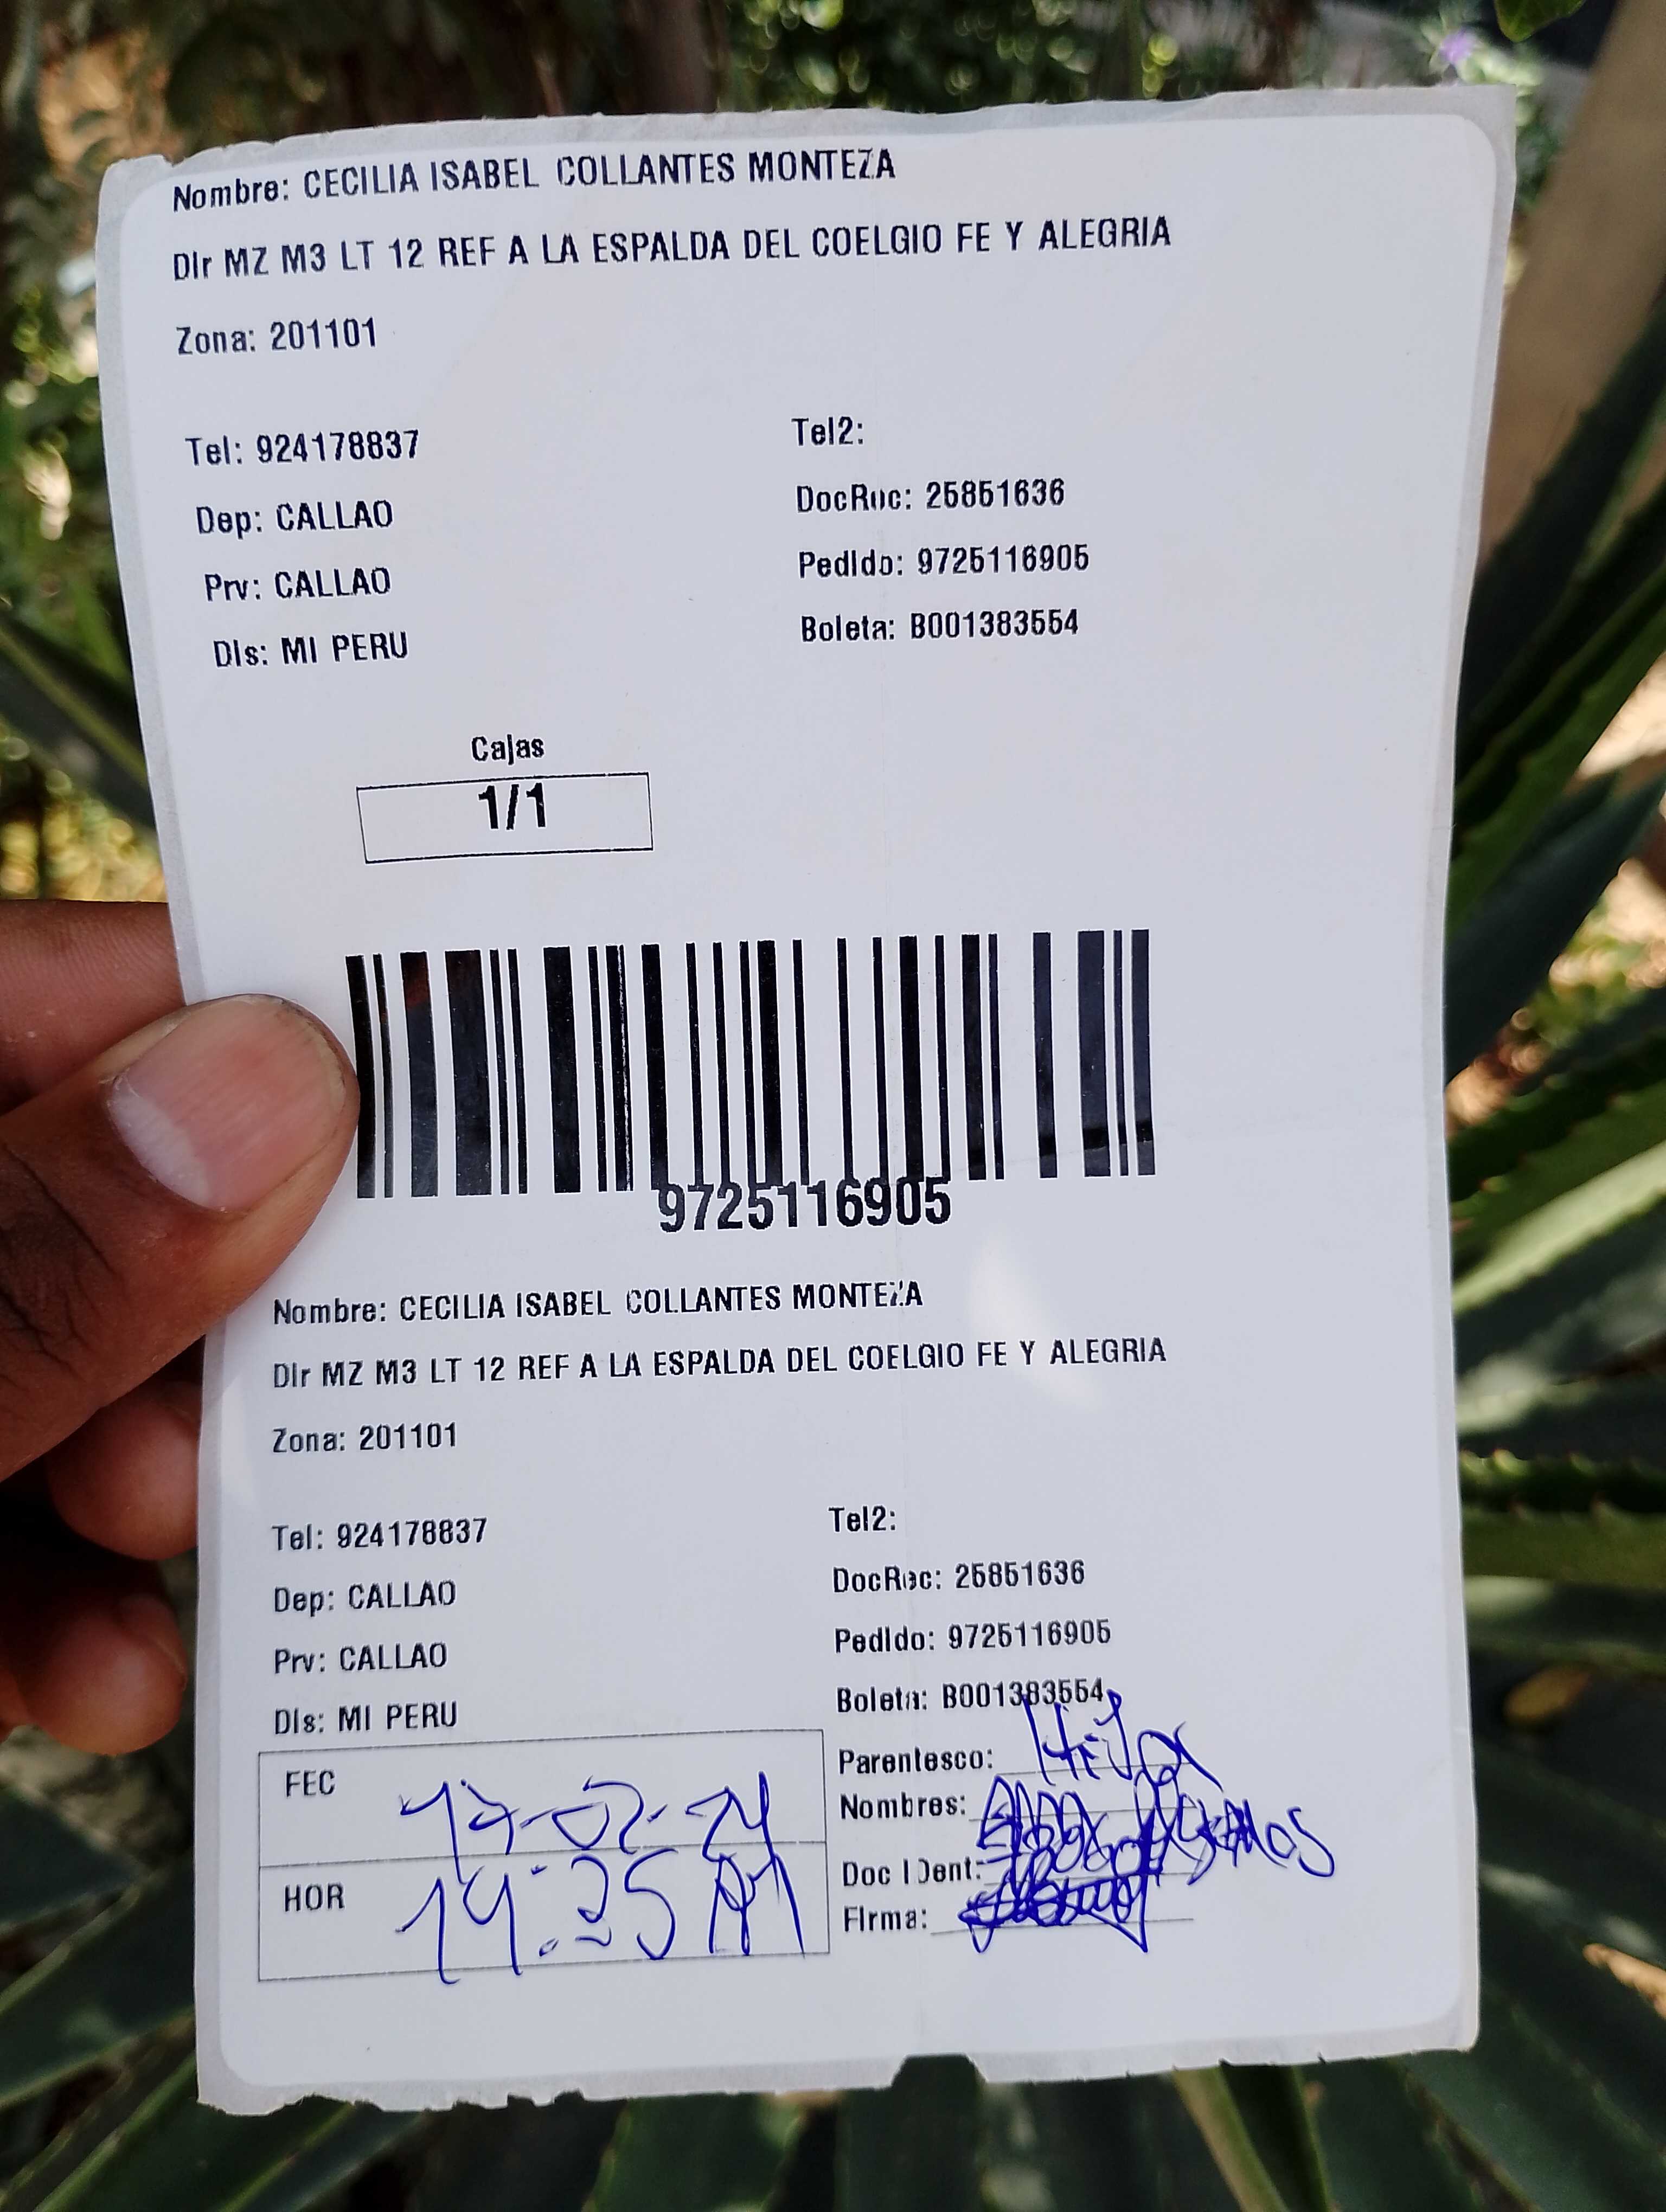 Nombre: CECILIA ISABEL COLLANTES MONTEZA
Dir MZ M3 LT 12 REF A LA ESPALDA DEL COELGIO FE Y ALEGRIA
Zona: 201101
Tel: 924178837 Tel2:
Dep: CALLAO DocRec: 25851636
Prv: CALLAO Pedido: 9725116905
Dis: MI PERU Boleta: B001383554
Cajas
1/1
9725116905
Nombre: CECILIA ISABEL COLLANTES MONTEZA
Dir MZ M3 LT 12 REF A LA ESPALDA DEL COELGIO FE Y ALEGRIA
Zona: 201101
Tel: 924178837 Tel2:
Dep: CALLAO DocRec: 25851636
Prv: CALLAO Pedido: 9725116905
Dis: MI PERU Boleta: B001383554
FEC
HOR 14:25
Parentesco: Hija
Nombres:
Doc IDent:
Firma: